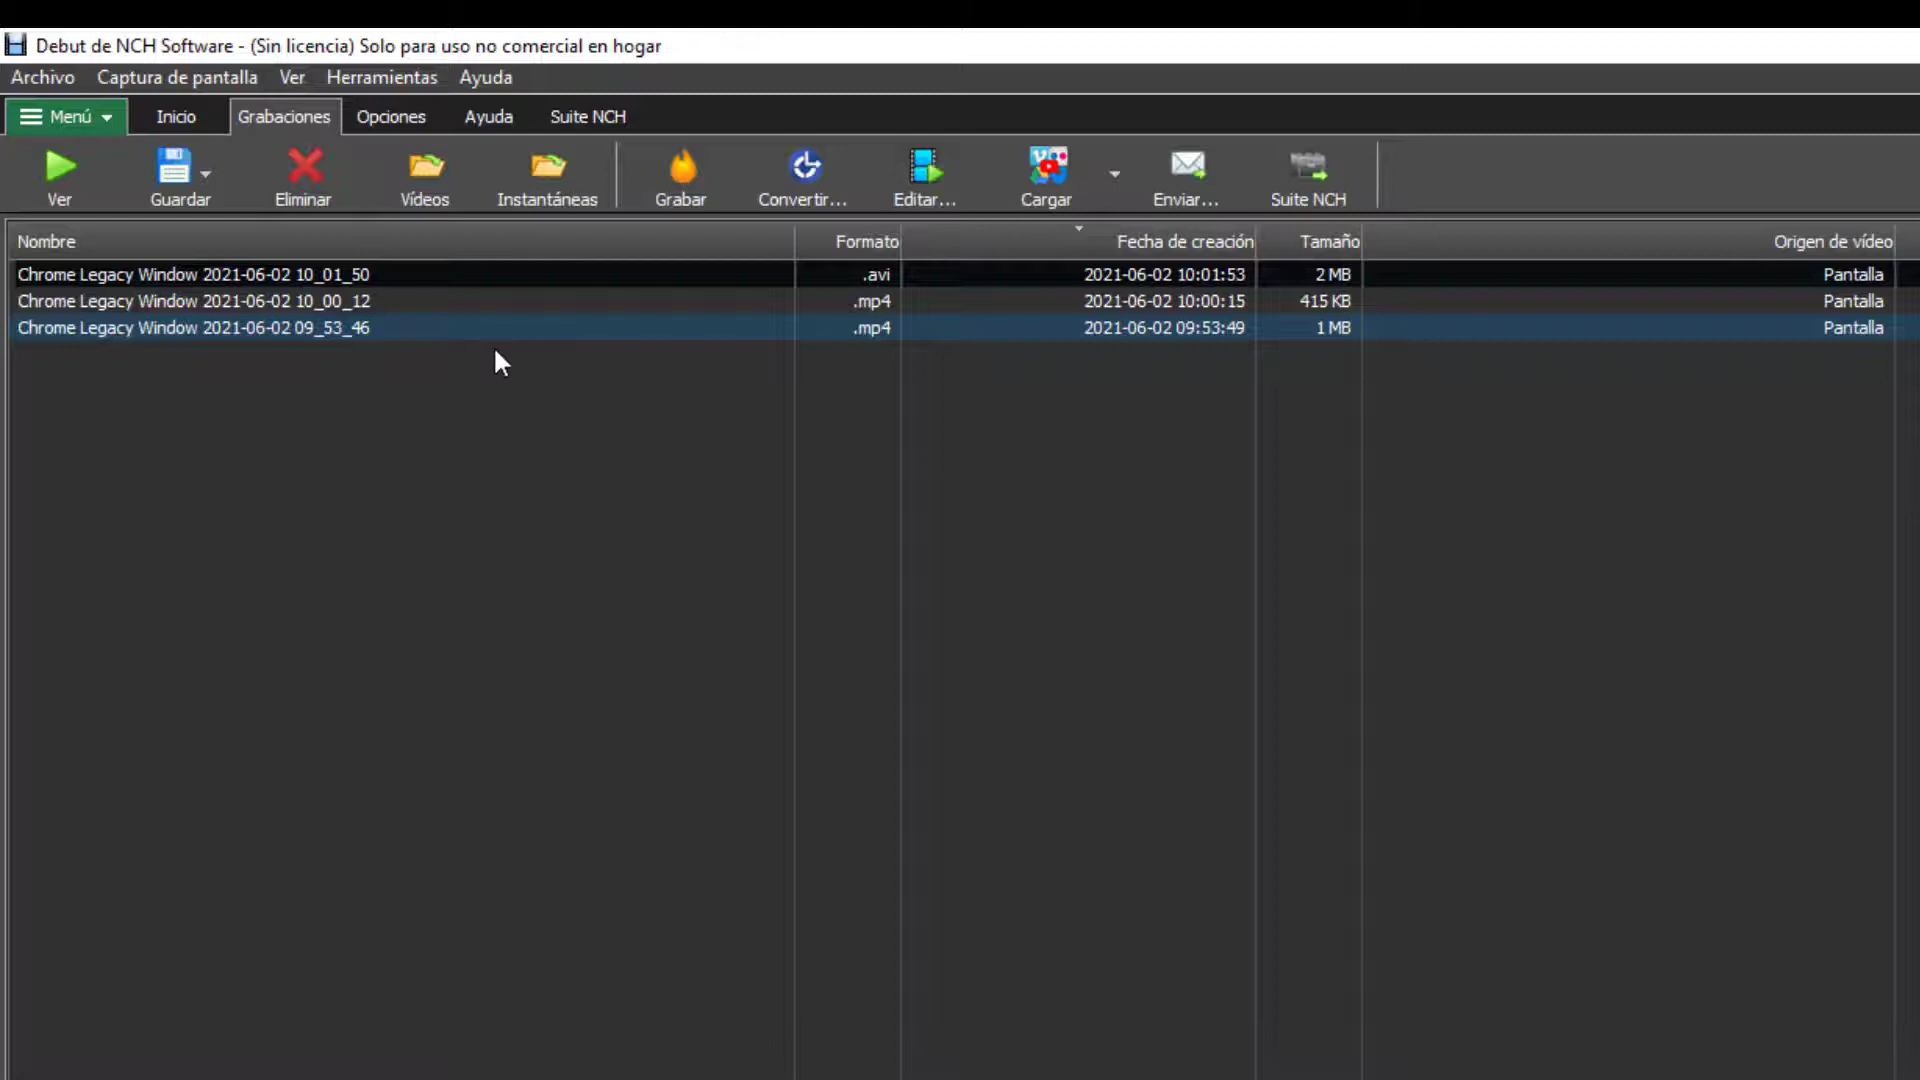 Debut de NCH Software - (Sin licencia) Solo para uso no comercial en hogar
Archivo Captura de pantalla Ver Herramientas Ayuda
Menú Inicio Grabaciones Opciones Ayuda Suite NCH
Ver Guardar Eliminar Vídeos Instantáneas Grabar Convertir... Editar... Cargar Enviar... Suite NCH
Nombre Formato Fecha de creación Tamaño Origen de vídeo
Chrome Legacy Window 2021-06-02 10_01_50 .avi 2021-06-02 10:01:53 2 MB Pantalla
Chrome Legacy Window 2021-06-02 10_00_12 .mp4 2021-06-02 10:00:15 415 KB Pantalla
Chrome Legacy Window 2021-06-02 09_53_46 .mp4 2021-06-02 09:53:49 1 MB Pantalla